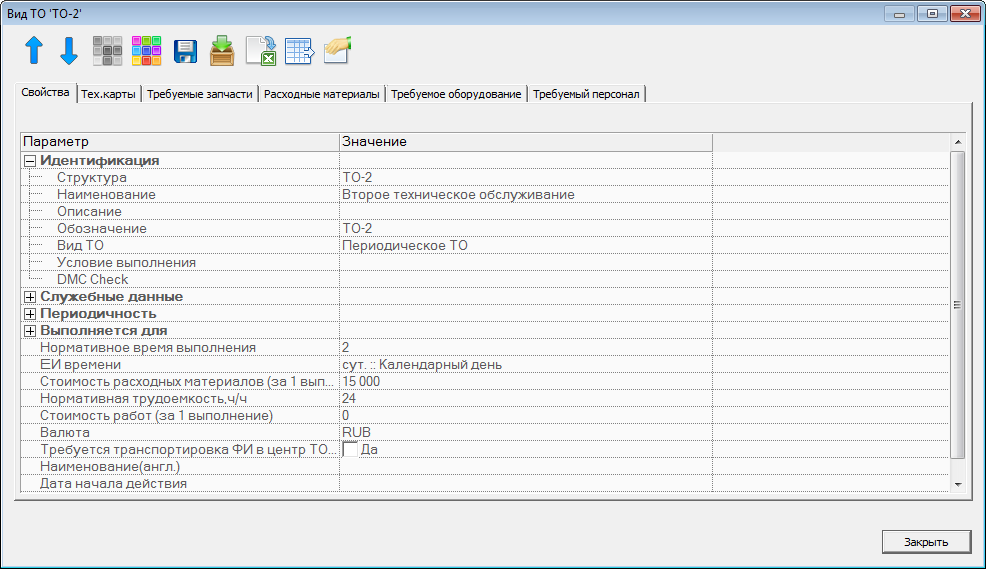 Вид ТО 'ТО-2'
Свойства Тех.карты Требуемые запчасти Расходные материалы Требуемое оборудование Требуемый персонал
Параметр Значение
Идентификация
Структура ТО-2
Наименование Второе техническое обслуживание
Описание
Обозначение ТО-2
Вид ТО Периодическое ТО
Условие выполнения
DMC Check
Служебные данные
Периодичность
Выполняется для
Нормативное время выполнения 2
ЕИ времени сут. :: Календарный день
Стоимость расходных материалов (за 1 вып... 15 000
Нормативная трудоемкость,ч/ч 24
Стоимость работ (за 1 выполнение) 0
Валюта RUB
Требуется транспортировка ФИ в центр ТО... Да
Наименование(англ.)
Дата начала действия
Закрыть